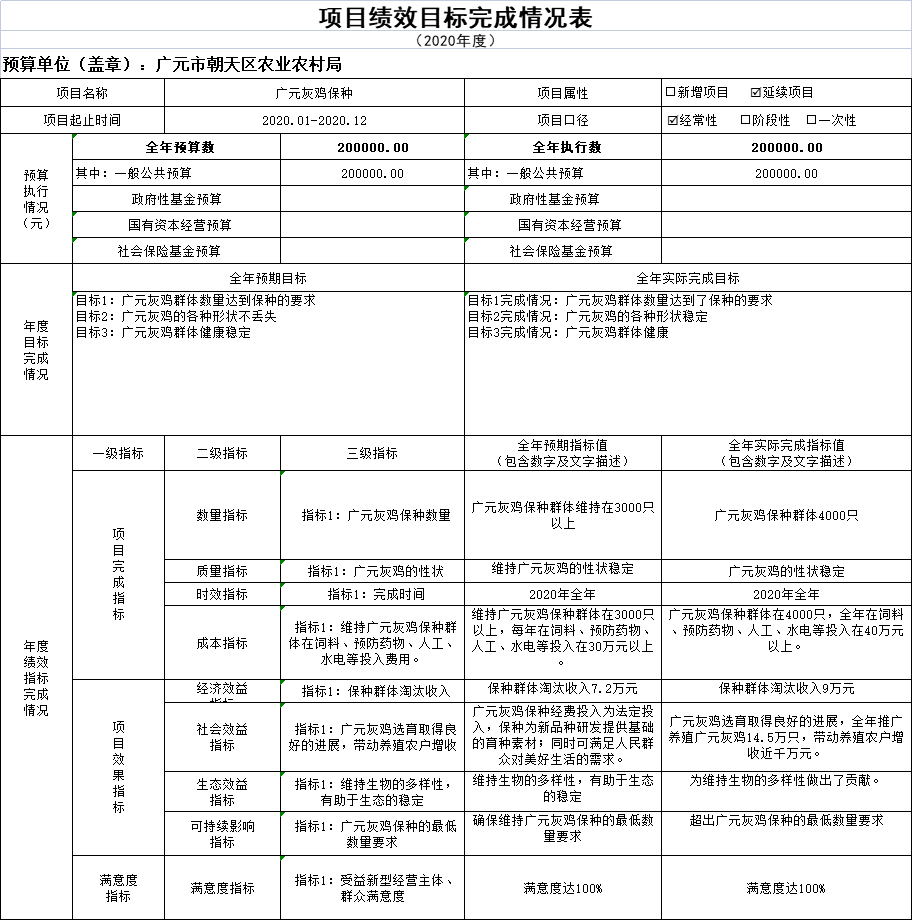 项目绩效目标完成情况表
（2020年度）
预算单位（盖章）：广元市朝天区农业农村局
项目名称 广元灰鸡保种 项目属性 □新增项目 ☑延续项目
项目起止时间 2020.01-2020.12 项目口径 ☑经常性 □阶段性 □一次性
预算
执行
情况
（元）
全年预算数 200000.00 全年执行数 200000.00
其中：一般公共预算 200000.00 其中：一般公共预算 200000.00
政府性基金预算 政府性基金预算
国有资本经营预算 国有资本经营预算
社会保险基金预算 社会保险基金预算
年度
目标
完成
情况
全年预期目标 全年实际完成目标
目标1：广元灰鸡群体数量达到保种的要求
目标2：广元灰鸡的各种形状不丢失
目标3：广元灰鸡群体健康稳定
目标1完成情况：广元灰鸡群体数量达到了保种的要求
目标2完成情况：广元灰鸡的各种形状稳定
目标3完成情况：广元灰鸡群体健康
年度
绩效
指标
完成
情况
一级指标 二级指标 三级指标
全年预期指标值
（包含数字及文字描述）
全年实际完成指标值
（包含数字及文字描述）
项
目
完
成
指
标
数量指标 指标1：广元灰鸡保种数量
广元灰鸡保种群体维持在3000只
以上
广元灰鸡保种群体4000只
质量指标 指标1：广元灰鸡的性状 维持广元灰鸡的性状稳定 广元灰鸡的性状稳定
时效指标 指标1：完成时间 2020年全年 2020年全年
成本指标
指标1：维持广元灰鸡保种群
体在饲料、预防药物、人工、
水电等投入费用。
维持广元灰鸡保种群体在3000只
以上，每年在饲料、预防药物、
人工、水电等投入在30万元以上
。
广元灰鸡群体在4000只，全年在饲料
、预防药物、人工、水电等投入在40万元
以上。
项
目
效
果
指
标
经济效益
指标
指标1：保种群体淘汰收入 保种群体淘汰收入7.2万元 保种群体淘汰收入9万元
社会效益
指标
指标1：广元灰鸡选育取得良
好的进展，带动养殖农户增收
广元灰鸡保种经费投入为法定投
入，保种为新品种研发提供基础
的育种素材；同时可满足人民群
众对美好生活的需求。
广元灰鸡选育取得良好的进展，全年推广
养殖广元灰鸡14.5万只，带动养殖农户增
收近千万元。
生态效益
指标
指标1：维持生物的多样性，
有助于生态的稳定
维持生物的多样性，有助于生态
的稳定
为维持生物的多样性做出了贡献。
可持续影响
指标
指标1：广元灰鸡保种的最低
数量要求
确保维持广元灰鸡保种的最低数
量要求
超出广元灰鸡保种的最低数量要求
满意度
指标
满意度指标
指标1：受益新型经营主体、
群众满意度
满意度达100% 满意度达100%